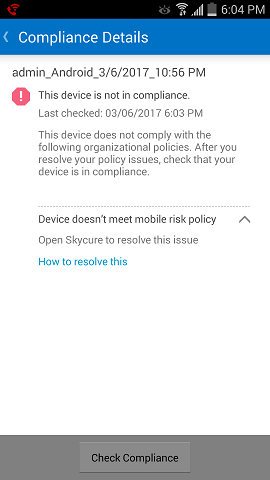 6:04 PM
Compliance Details
admin_Android_3/6/2017_10:56 PM
This device is not in compliance.
Last checked: 03/06/2017 6:03 PM
This device does not comply with the
following organizational policies. After you
resolve your policy issues, check that your
device is in compliance.
Device doesn't meet mobile risk policy
Open Skycure to resolve this issue
How to resolve this
Check Compliance